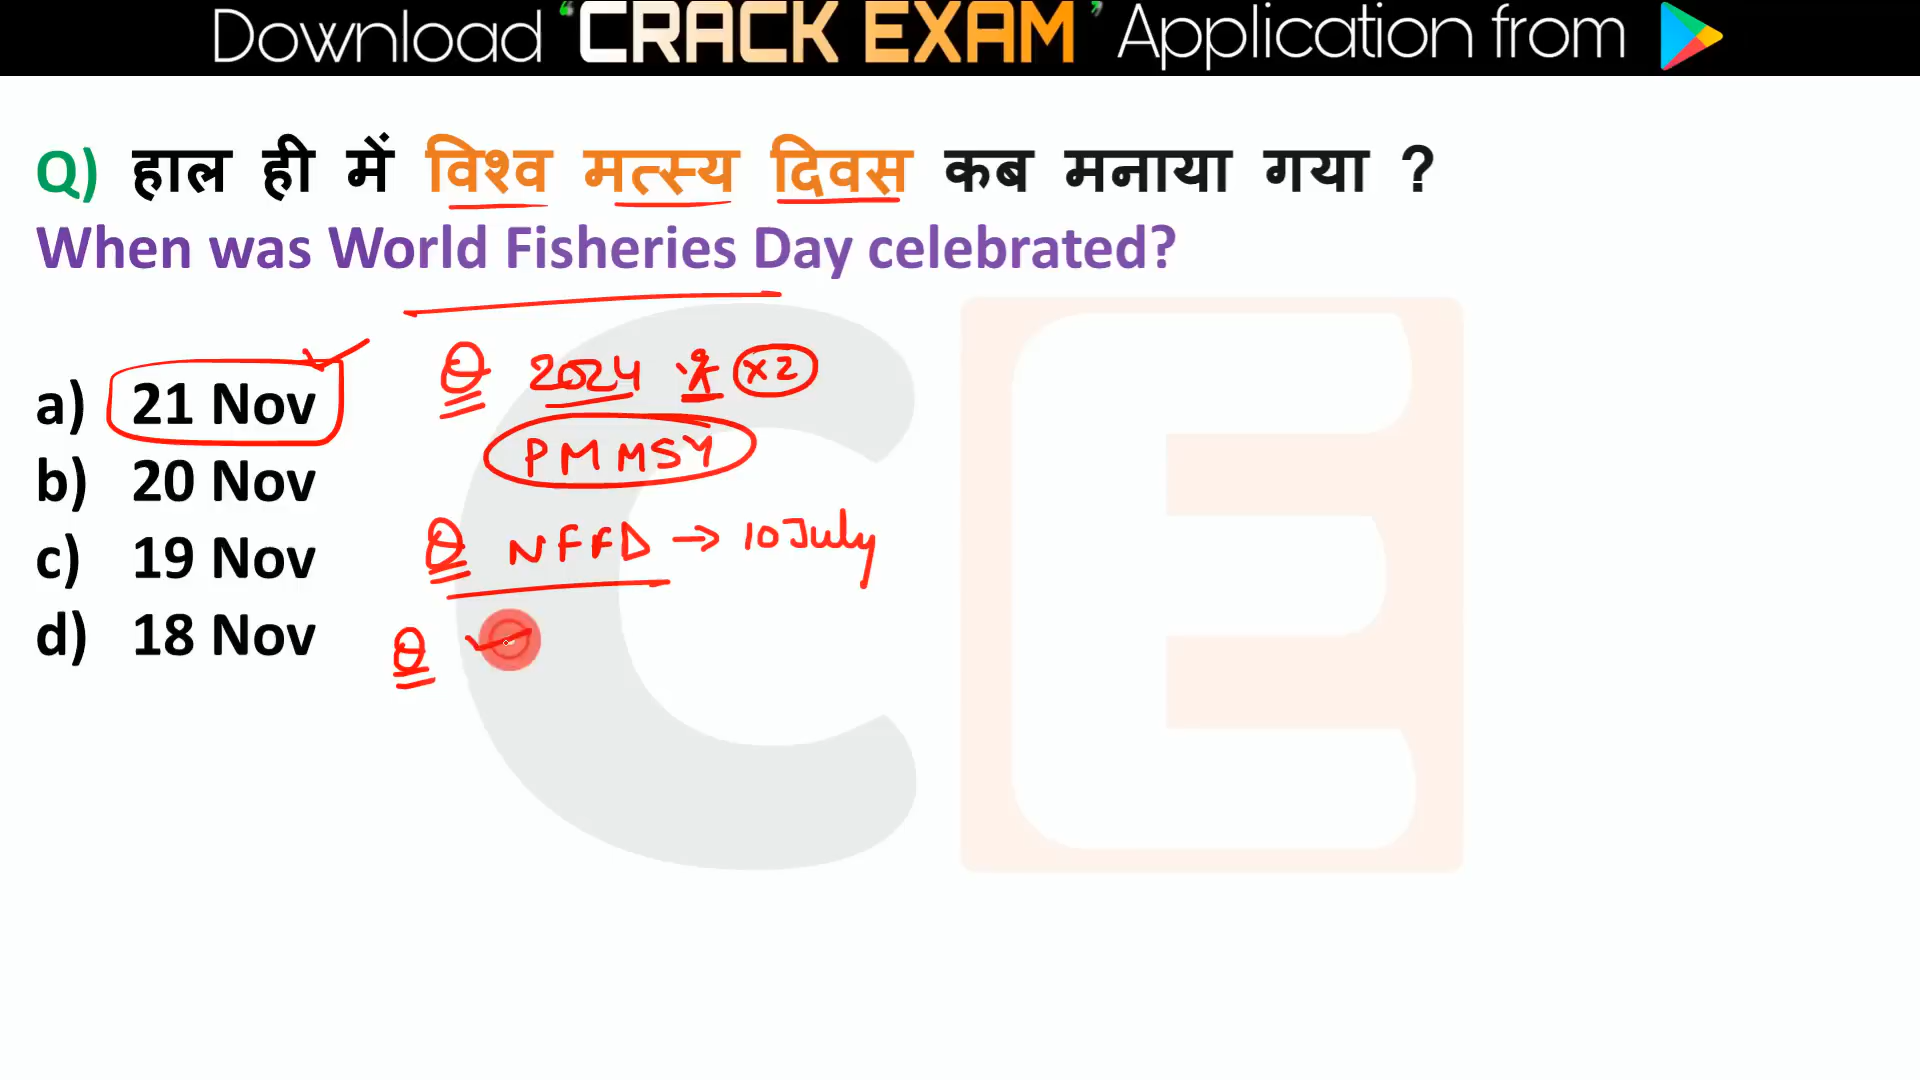 Download 'CRACK EXAM' Application from
Q) हाल ही में विश्व मत्स्य दिवस कब मनाया गया ?
When was World Fisheries Day celebrated?
a) 21 Nov
b) 20 Nov
c) 19 Nov
d) 18 Nov
Q 2024 x2
PMMSY
Q NFFD → 10 July
Q
CE